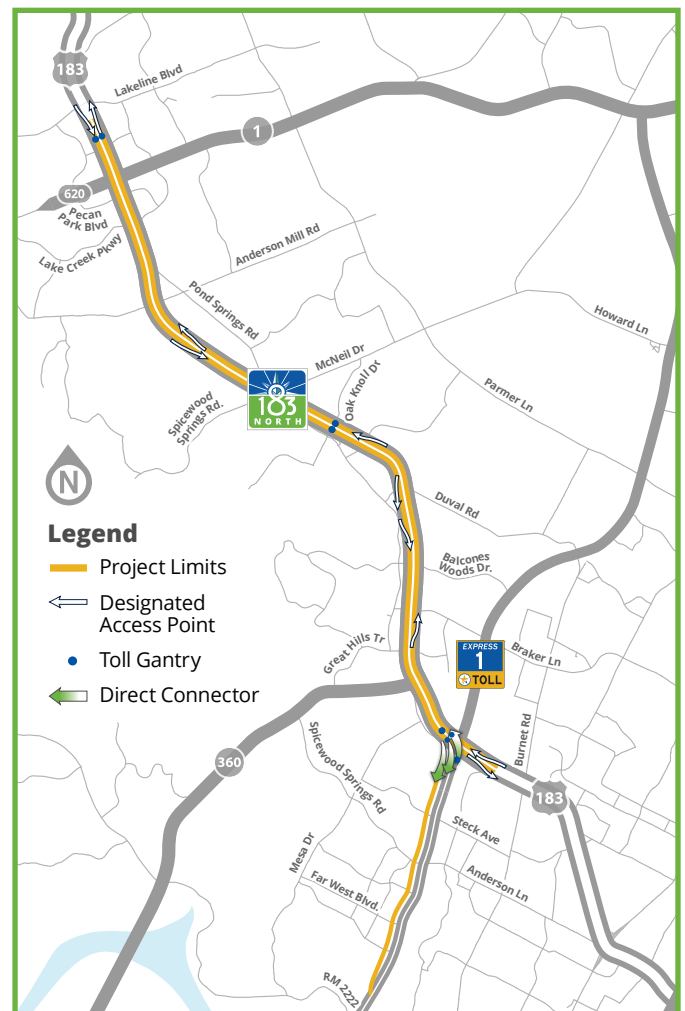 183
Lakeline Blvd
1
620
Pecan
Park Blvd
Lake Creek Pkwy
Anderson Mill Rd
Pond Springs Rd
Howard Ln
McNeil Dr
Oak Knoll Dr
183
NORTH
Spicewood
Springs Rd.
Parmer Ln
N
Duval Rd
Legend
Project Limits
Designated
Access Point
Toll Gantry
Direct Connector
Balcones
Woods Dr.
Great Hills Tr
EXPRESS
1
TOLL
Braker Ln
Burnet Rd
Spicewood
Springs Rd
360
183
Steck Ave
Mesa Dr
Anderson Ln
Far West Blvd.
RM 2222